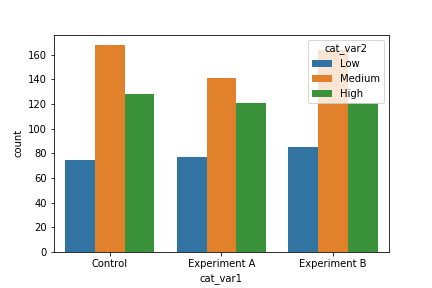 cat_var2
Low
Medium
High
160
140
120
100
80
60
40
20
0
count
Control
Experiment A
Experiment B
cat_var1